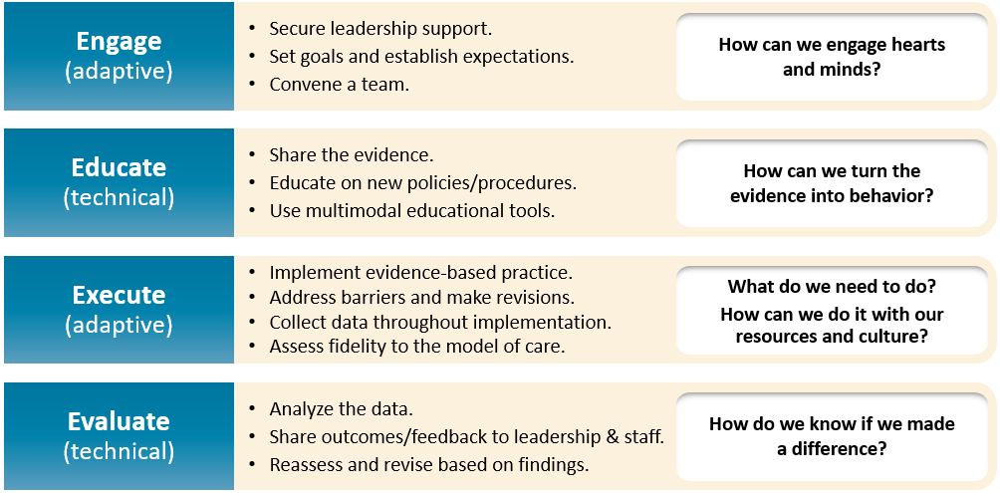 Engage
(adaptive)
• Secure leadership support.
• Set goals and establish expectations.
• Convene a team.
How can we engage hearts
and minds?
Educate
(technical)
• Share the evidence.
• Educate on new policies/procedures.
• Use multimodal educational tools.
How can we turn the
evidence into behavior?
Execute
(adaptive)
• Implement evidence-based practice.
• Address barriers and make revisions.
• Collect data throughout implementation.
• Assess fidelity to the model of care.
What do we need to do?
How can we do it with our
resources and culture?
Evaluate
(technical)
• Analyze the data.
• Share outcomes/feedback to leadership & staff.
• Reassess and revise based on findings.
How do we know if we made
a difference?